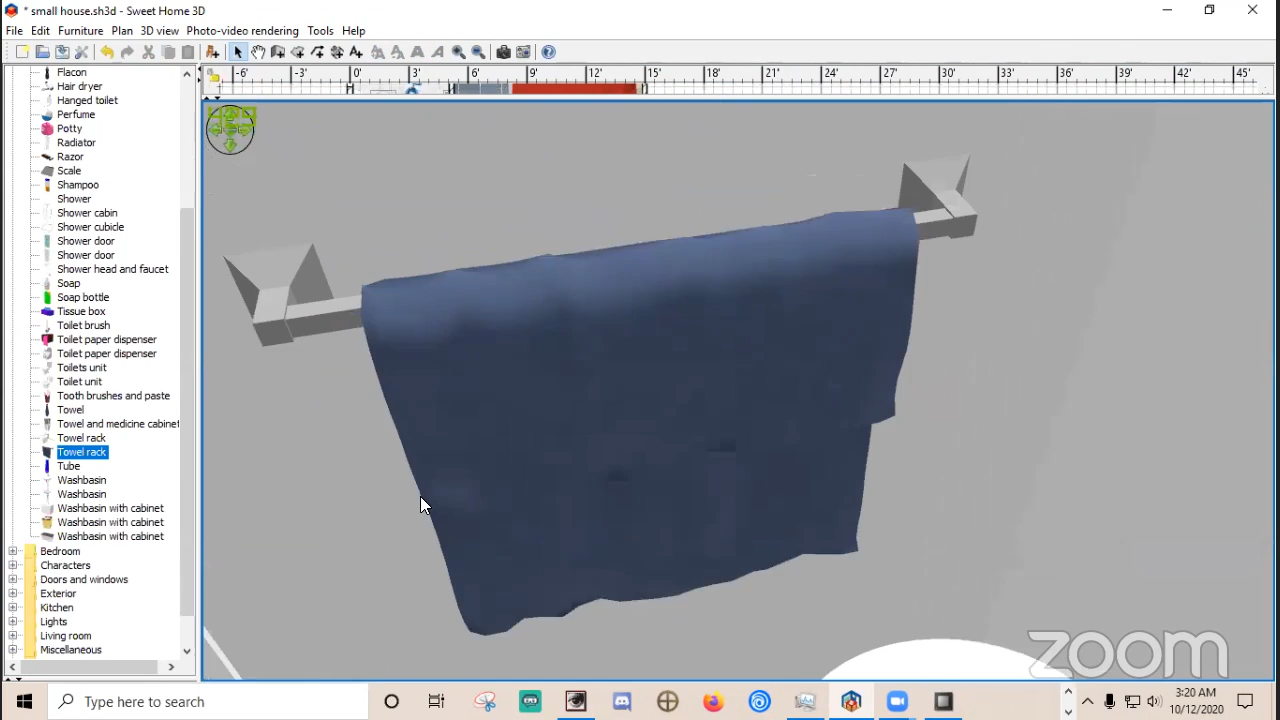 * small house.sh3d - Sweet Home 3D
File Edit Furniture Plan 3D view Photo-video rendering Tools Help
-6' -3' 0' 3' 6' 9' 12' 15' 18' 21' 24' 27' 30' 33' 36' 39' 42' 45'
Flacon
Hair dryer
Hanged toilet
Perfume
Potty
Radiator
Razor
Scale
Shampoo
Shower
Shower cabin
Shower cubicle
Shower door
Shower door
Shower head and faucet
Soap
Soap bottle
Tissue box
Toilet brush
Toilet paper dispenser
Toilet paper dispenser
Toilets unit
Toilet unit
Tooth brushes and paste
Towel
Towel and medicine cabinet
Towel rack
Towel rack
Tube
Washbasin
Washbasin
Washbasin with cabinet
Washbasin with cabinet
Washbasin with cabinet
Bedroom
Characters
Doors and windows
Exterior
Kitchen
Lights
Living room
Miscellaneous
zoom
Type here to search
3:20 AM
10/12/2020